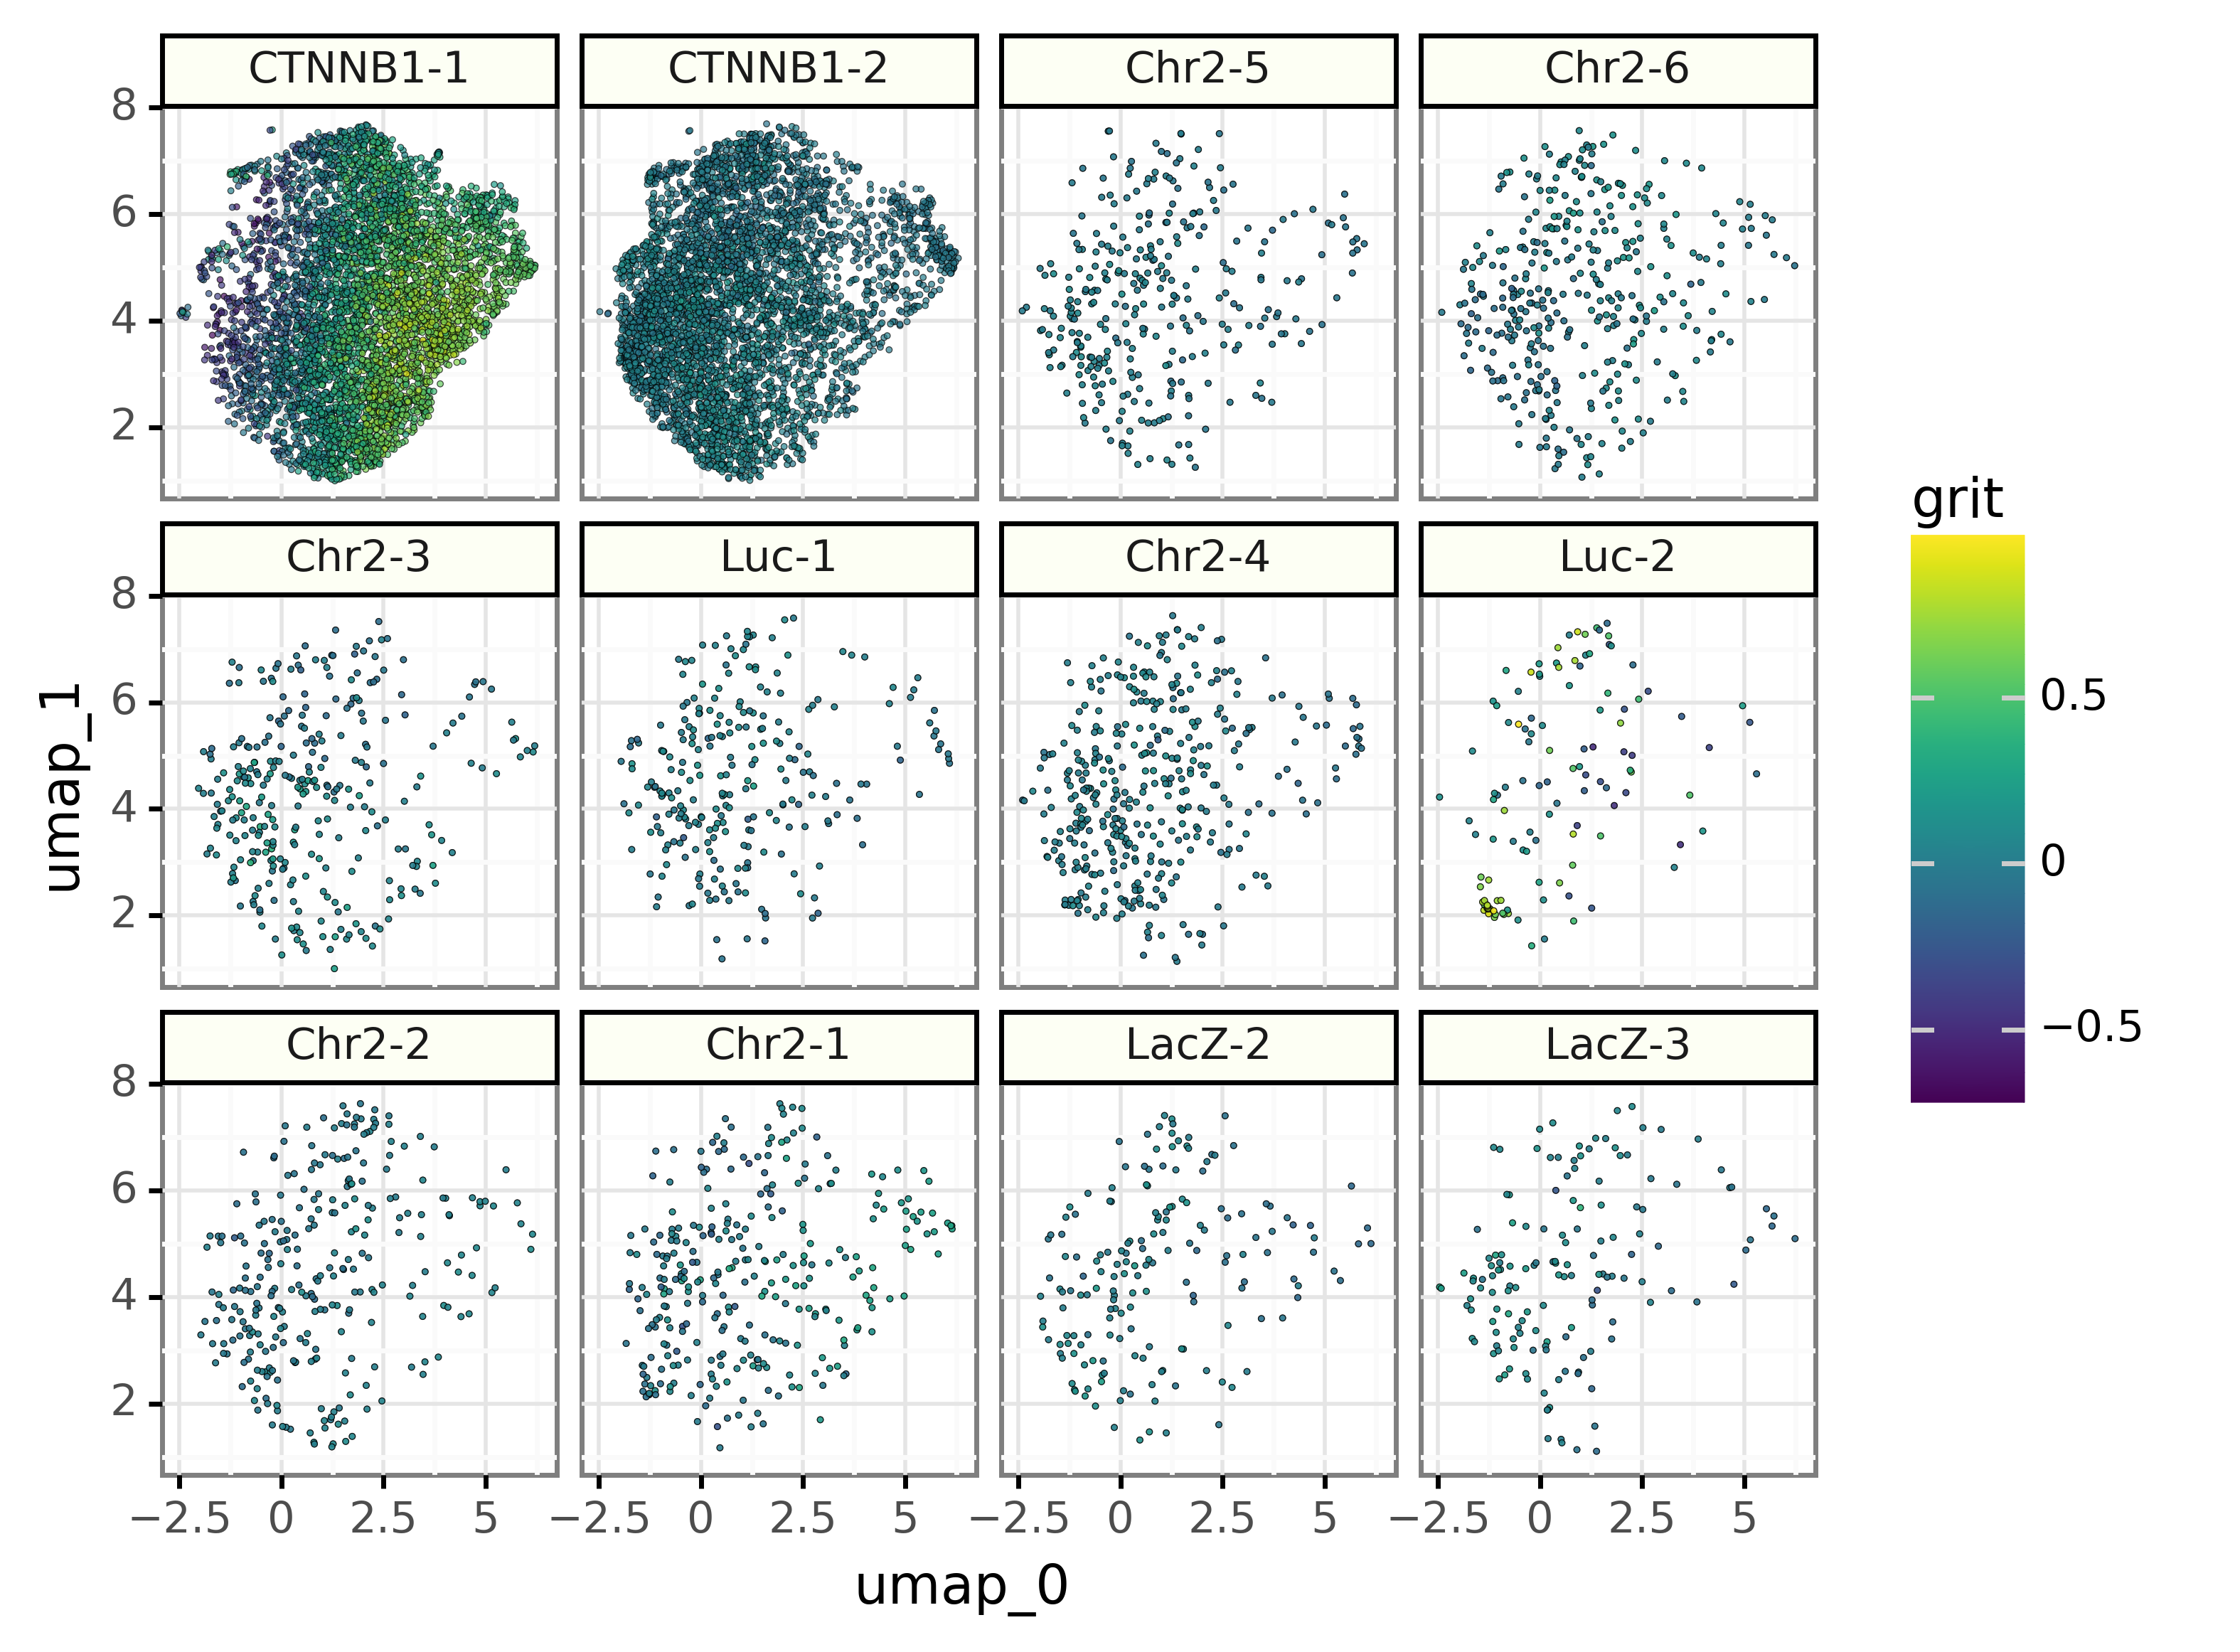 CTNNB1-1 CTNNB1-2 Chr2-5 Chr2-6
8
6
4
2
Chr2-3 Luc-1 Chr2-4 Luc-2
8
6
4
2
Chr2-2 Chr2-1 LacZ-2 LacZ-3
8
6
4
2
−2.5 0 2.5 5 −2.5 0 2.5 5 −2.5 0 2.5 5 −2.5 0 2.5 5
umap_0
umap_1
grit
0.5
0
−0.5